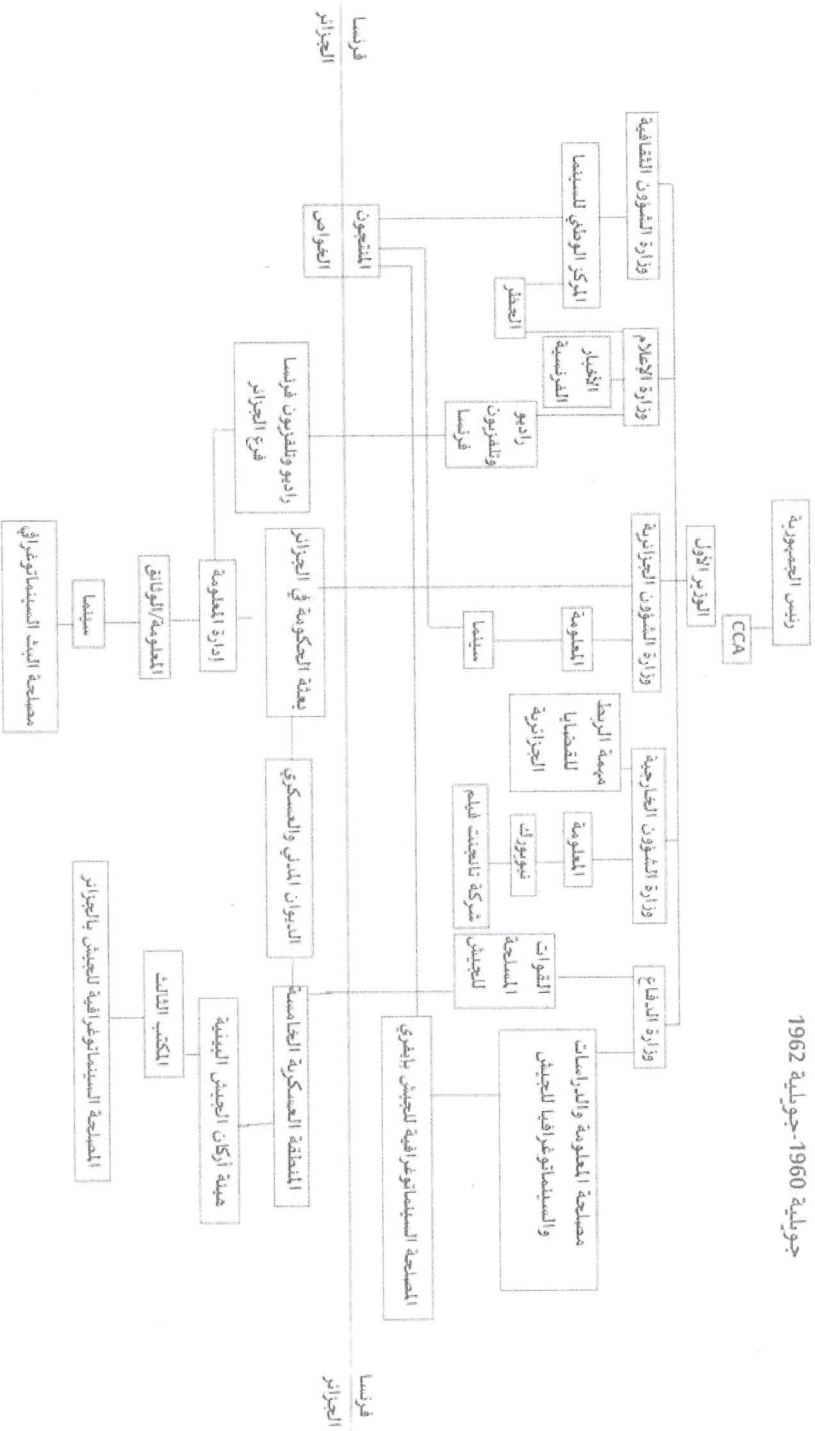 جويلية 1960-جويلية 1962
رئيس الجمهورية
CCA
الوزير الأول
وزارة الدفاع
وزارة الشؤون الخارجية
وزارة الشؤون الجزائرية
وزارة الإعلام
وزارة الشؤون الثقافية
مصلحة المعلومة والدراسات
والسينماتوغرافيا للجيش
القوات
المسلحة
للجيش
المعلومة
نيويورك
شركة تانجنت فيلم
مهمة الربط
للقضايا
الجزائرية
المعلومة
سينما
الأخبار
الفرنسية
راديو
وتلفزيون
فرنسا
المركز الوطني للسينما
الحظر
المصلحة السينماتوغرافية للجيش بايفري
المنتجون
الخواص
فرنسا
الجزائر
فرنسا
الجزائر
المنطقة العسكرية الخامسة
الديوان المدني والعسكري
بعثة الحكومة في الجزائر
راديو وتلفزيون فرنسا
فرع الجزائر
هيئة أركان الجيش البينية
المكتب الثالث
المصلحة السينماتوغرافية للجيش بالجزائر
إدارة المعلومة
المعلومة/الوثائق
سينما
مصلحة البث السينماتوغرافي